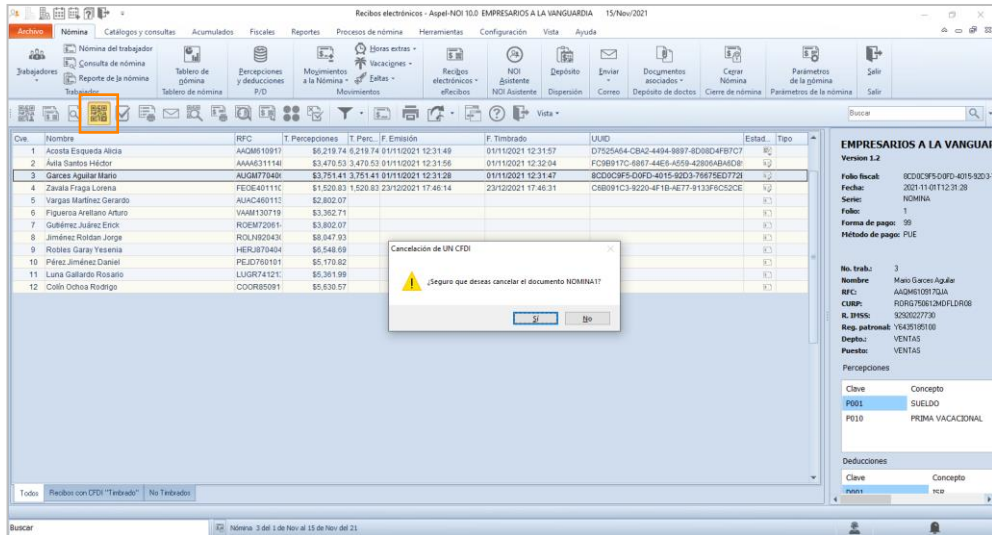 Recibos electrónicos - Aspel-NOI 10.0 EMPRESARIOS A LA VANGUARDIA 15/Nov/2021
Archivo Nómina Catálogos y consultas Acumulados Fiscales Reportes Procesos de nómina Herramientas Configuración Vista Ayuda
Trabajadores
Nómina del trabajador
Consulta de nómina
Reporte de la nómina
Trabajador
Tablero de nómina
Tablero de nómina
Percepciones y deducciones
P/D
Movimientos a la Nómina
Horas extras
Vacaciones
Faltas
Movimientos
Recibos electrónicos
eRecibos
NOI Asistente
NOI Asistente
Depósito
Dispersión
Enviar
Correo
Documentos asociados
Depósito de doctos
Cerrar Nómina
Cierre de nómina
Parámetros de la nómina
Parámetros de la nómina
Salir
Salir
Vista
Buscar
Cve. Nombre RFC T. Percepciones T. Perc... F. Emisión F. Timbrado UUID Estad... Tipo
1 Acosta Esqueda Alicia AAQM610917 $6,219.74 6,219.74 01/11/2021 12:31:49 01/11/2021 12:31:57 D7525A64-CBA2-4494-9897-8D08D4FB7C7
2 Ávila Santos Héctor AAAA631114 $3,470.53 3,470.53 01/11/2021 12:31:56 01/11/2021 12:32:04 FC9B917C-6867-44E6-A559-42806ABA6D8
3 Garces Aguilar Mario AUGM77040 $3,751.41 3,751.41 01/11/2021 12:31:28 01/11/2021 12:31:47 8CD0C9F5-D0FD-4015-92D3-76675ED772
4 Zavala Fraga Lorena FEOE401110 $1,520.83 1,520.83 23/12/2021 17:46:14 23/12/2021 17:46:31 C6B091C3-9220-4F1B-AE77-9133F6C52CE
5 Vargas Martínez Gerardo AUAC460113 $2,802.07
6 Figueroa Arellano Arturo VAAM130719 $3,362.71
7 Gutiérrez Juárez Erick ROEM72061 $3,802.07
8 Jiménez Roldan Jorge ROLN92043 $8,047.93
9 Robles Garay Yesenia HERJ870404 $6,548.69
10 Pérez Jiménez Daniel PEJD760101 $5,170.82
11 Luna Gallardo Rosario LUGR74121 $5,361.99
12 Colín Ochoa Rodrigo COOR85091 $5,630.57
Cancelación de UN CFDI
¿Seguro que deseas cancelar el documento NOMINA1?
Sí No
EMPRESARIOS A LA VANGUAR
Version 1.2
Folio fiscal: 8CD0C9F5-D0FD-4015-92D3-
Fecha: 2021-11-01T12:31:28
Serie: NOMINA
Folio: 1
Forma de pago: 99
Método de pago: PUE
No. trab.: 3
Nombre Mario Garces Aguilar
RFC: AAQM610917QJA
CURP: RORG750612MDFLDR08
R. IMSS: 92920227730
Reg. patronal: Y6435185100
Depto.: VENTAS
Puesto: VENTAS
Percepciones
Clave Concepto
P001 SUELDO
P010 PRIMA VACACIONAL
Deducciones
Clave Concepto
D001 ISR
Todos Recibos con CFDI "Timbrado" No Timbrados
Buscar Nómina 3 del 1 de Nov al 15 de Nov del 21